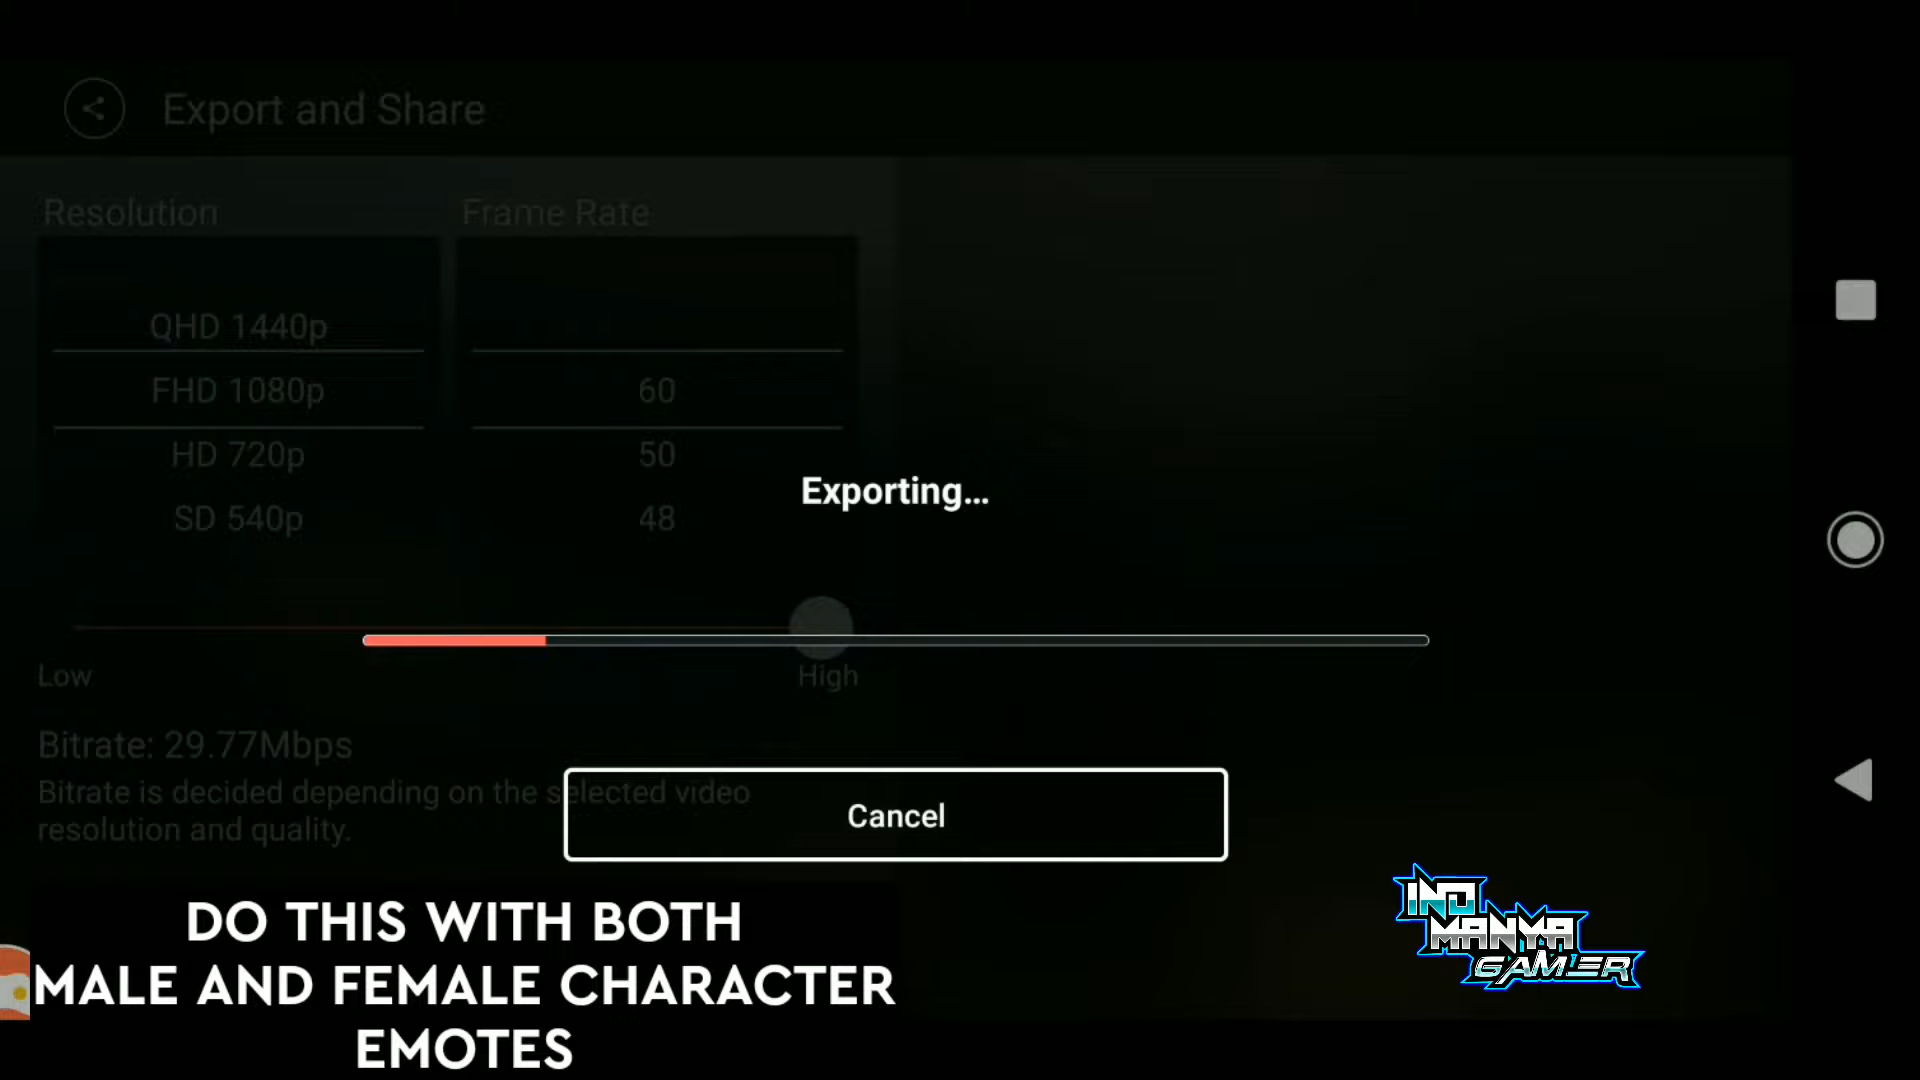 Export and Share
Resolution
Frame Rate
QHD 1440p
FHD 1080p
60
HD 720p
50
SD 540p
48
Exporting...
Low
High
Bitrate: 29.77Mbps
Bitrate is decided depending on the selected video
resolution and quality.
Cancel
DO THIS WITH BOTH
MALE AND FEMALE CHARACTER
EMOTES
IND
MANYA
GAMER